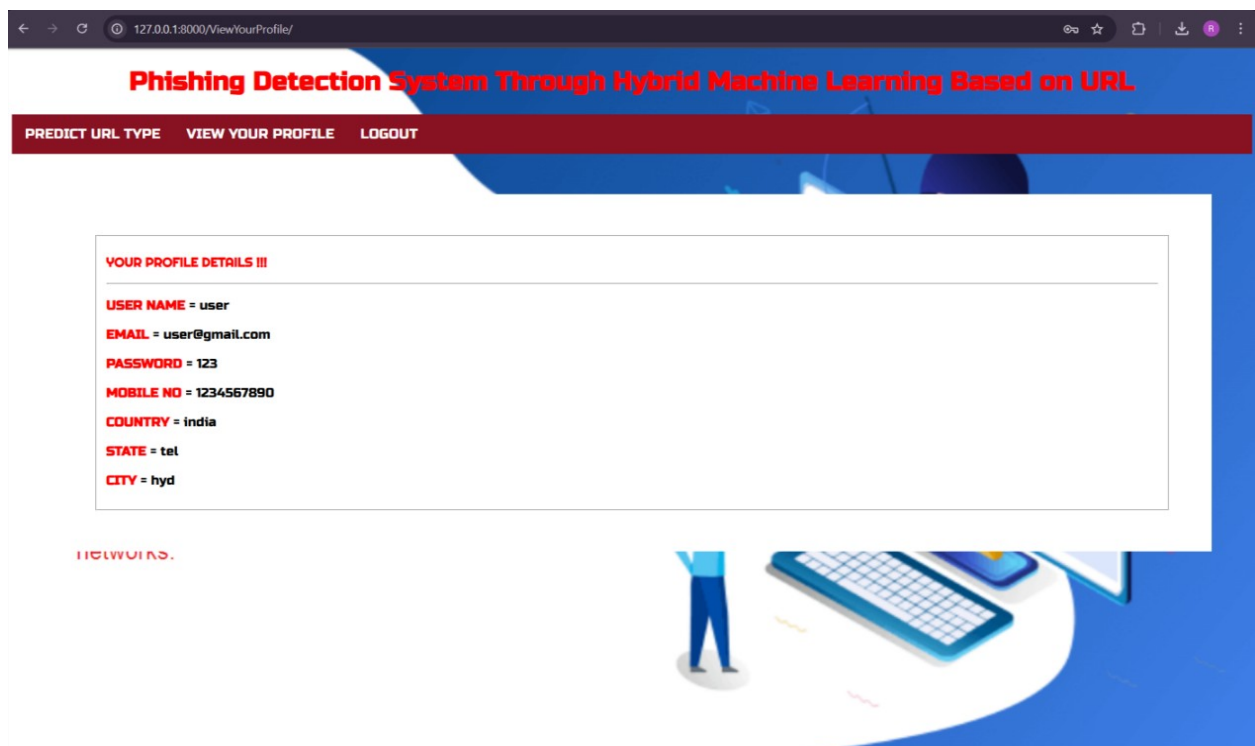 127.0.0.1:8000/ViewYourProfile/
R
Phishing Detection System Through Hybrid Machine Learning Based on URL
PREDICT URL TYPE VIEW YOUR PROFILE LOGOUT
YOUR PROFILE DETAILS !!!
USER NAME = user
EMAIL = user@gmail.com
PASSWORD = 123
MOBILE NO = 1234567890
COUNTRY = india
STATE = tel
CITY = hyd
networks.